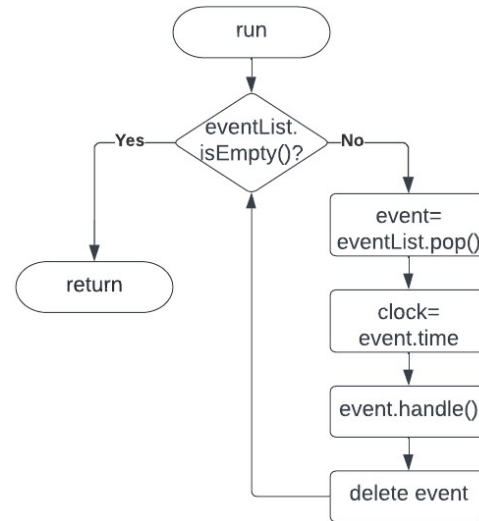 run
eventList.
isEmpty()?
Yes
No
event=
eventList.pop()
return
clock=
event.time
event.handle()
delete event